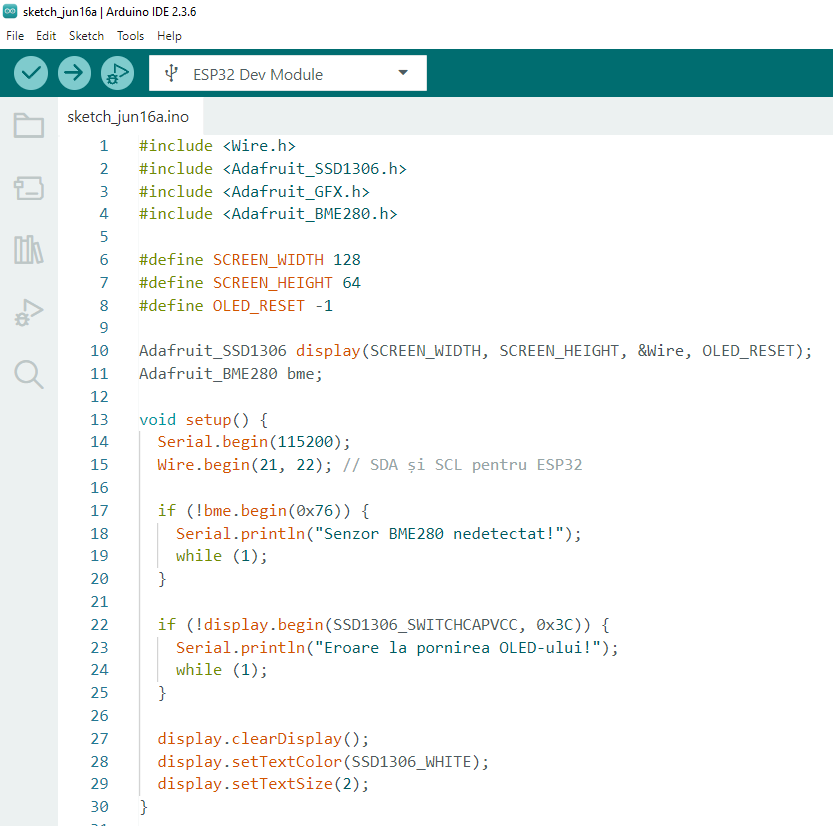 sketch_jun16a | Arduino IDE 2.3.6
File Edit Sketch Tools Help
ESP32 Dev Module
sketch_jun16a.ino
1 #include <Wire.h>
2 #include <Adafruit_SSD1306.h>
3 #include <Adafruit_GFX.h>
4 #include <Adafruit_BME280.h>
5
6 #define SCREEN_WIDTH 128
7 #define SCREEN_HEIGHT 64
8 #define OLED_RESET -1
9
10 Adafruit_SSD1306 display(SCREEN_WIDTH, SCREEN_HEIGHT, &Wire, OLED_RESET);
11 Adafruit_BME280 bme;
12
13 void setup() {
14   Serial.begin(115200);
15   Wire.begin(21, 22); // SDA și SCL pentru ESP32
16
17   if (!bme.begin(0x76)) {
18     Serial.println("Senzor BME280 nedetectat!");
19     while (1);
20   }
21
22   if (!display.begin(SSD1306_SWITCHCAPVCC, 0x3C)) {
23     Serial.println("Eroare la pornirea OLED-ului!");
24     while (1);
25   }
26
27   display.clearDisplay();
28   display.setTextColor(SSD1306_WHITE);
29   display.setTextSize(2);
30 }